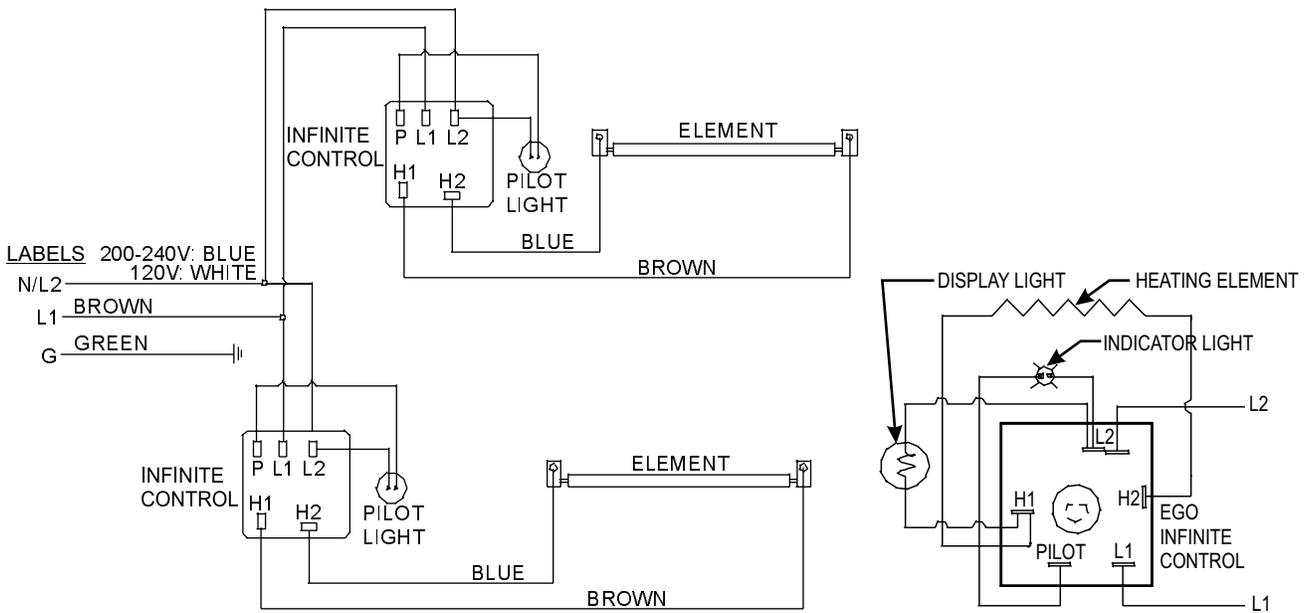 INFINITE
CONTROL
P L1 L2
H1
H2
PILOT
LIGHT
ELEMENT
BLUE
BROWN
LABELS 200-240V: BLUE
120V: WHITE
N/L2
L1 BROWN
G GREEN
INFINITE
CONTROL
P L1 L2
H1
H2
PILOT
LIGHT
ELEMENT
BLUE
BROWN
DISPLAY LIGHT
HEATING ELEMENT
INDICATOR LIGHT
L2
L2
H1
H2
EGO
INFINITE
CONTROL
PILOT
L1
L1